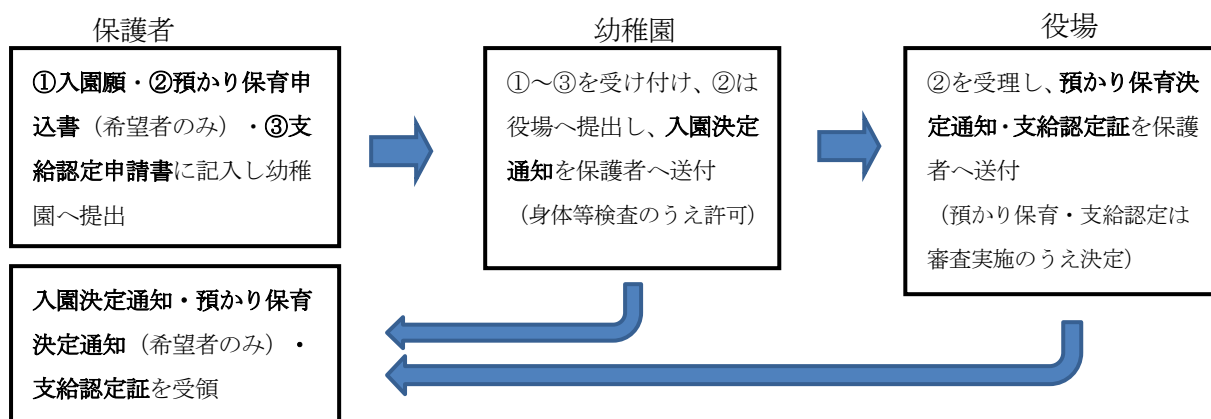 保護者
①入園願・②預かり保育申
込書（希望者のみ）・③支
給認定申請書に記入し幼稚
園へ提出
幼稚園
①～③を受け付け、②は
役場へ提出し、入園決定
通知を保護者へ送付
（身体等検査のうえ許可）
役場
②を受理し、預かり保育決
定通知・支給認定証を保護
者へ送付
（預かり保育・支給認定は
審査実施のうえ決定）
入園決定通知・預かり保育
決定通知（希望者のみ）・
支給認定証を受領